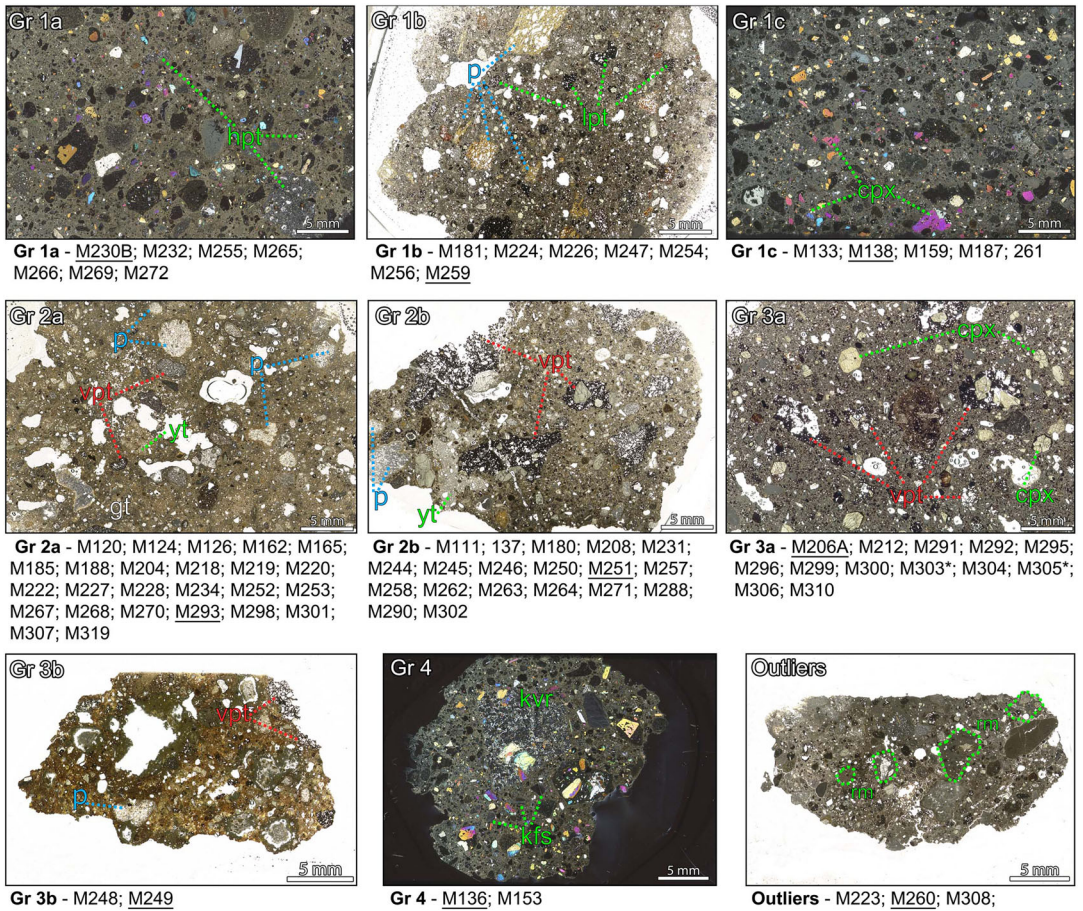 Gr 1a
hpt
5 mm
Gr 1a - M230B; M232; M255; M265;
M266; M269; M272
Gr 1b
p
lpt
5 mm
Gr 1b - M181; M224; M226; M247; M254;
M256; M259
Gr 1c
cpx
5 mm
Gr 1c - M133; M138; M159; M187; 261
Gr 2a
p
p
vpt
yt
gt
5 mm
Gr 2a - M120; M124; M126; M162; M165;
M185; M188; M204; M218; M219; M220;
M222; M227; M228; M234; M252; M253;
M267; M268; M270; M293; M298; M301;
M307; M319
Gr 2b
vpt
p
yt
5 mm
Gr 2b - M111; 137; M180; M208; M231;
M244; M245; M246; M250; M251; M257;
M258; M262; M263; M264; M271; M288;
M290; M302
Gr 3a
cpx
vpt
cpx
5 mm
Gr 3a - M206A; M212; M291; M292; M295;
M296; M299; M300; M303*; M304; M305*;
M306; M310
Gr 3b
vpt
p
5 mm
Gr 3b - M248; M249
Gr 4
kvr
kfs
5 mm
Gr 4 - M136; M153
Outliers
rm
rm
5 mm
Outliers - M223; M260; M308;